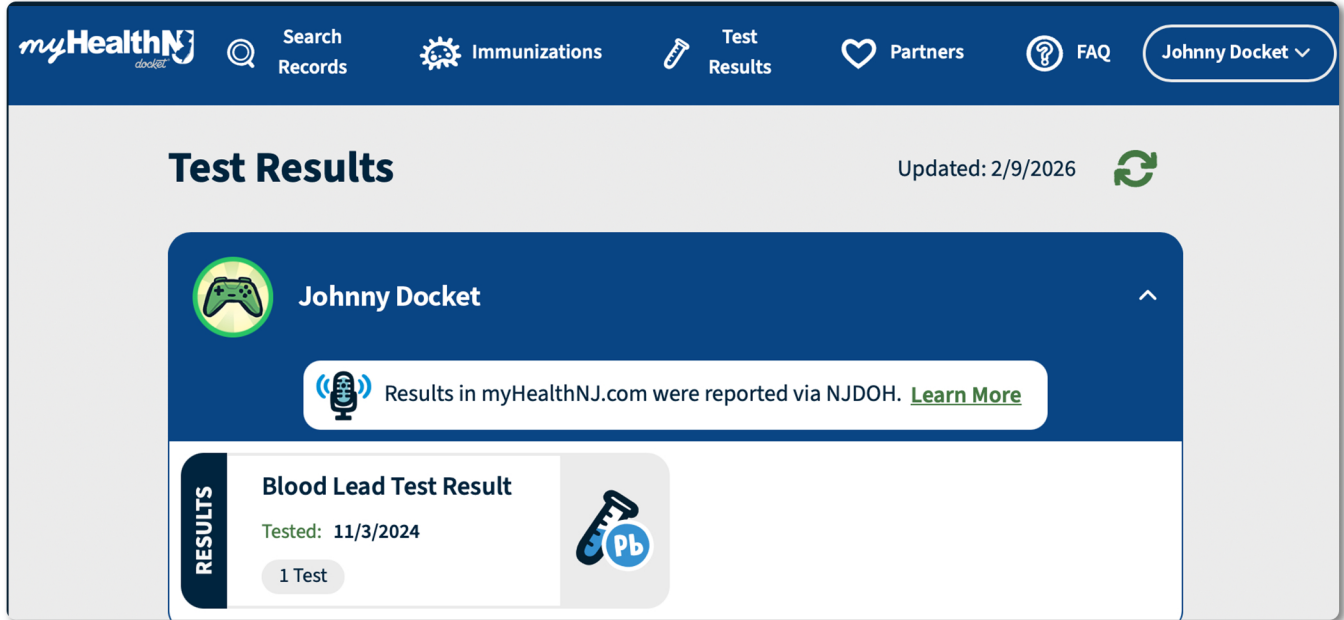 myHealthNJ
docket
Search
Records
Immunizations
Test
Results
Partners
FAQ
Johnny Docket
Test Results
Updated: 2/9/2026
Johnny Docket
Results in myHealthNJ.com were reported via NJDOH. Learn More
RESULTS
Blood Lead Test Result
Tested: 11/3/2024
1 Test
Pb